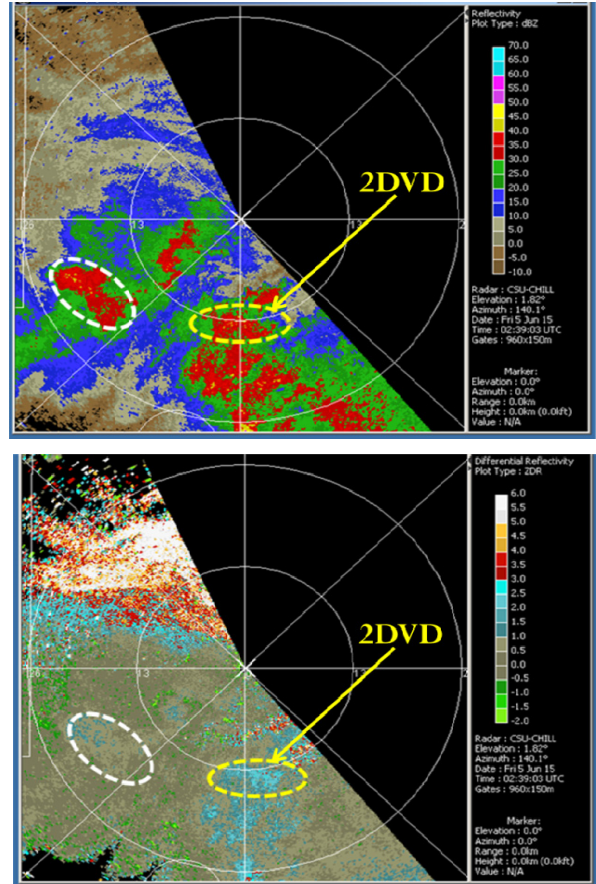 Reflectivity
Plot Type : dBZ
70.0
65.0
60.0
55.0
50.0
45.0
40.0
35.0
30.0
25.0
20.0
15.0
10.0
5.0
0.0
-5.0
-10.0
2DVD
26
13
13
2
Radar : CSU-CHILL
Elevation : 1.82°
Azimuth : 140.1°
Date : Fri 5 Jun 15
Time : 02:39:03 UTC
Gates : 960x150m
Marker:
Elevation : 0.0°
Azimuth : 0.0°
Range : 0.0km
Height : 0.0km (0.0kft)
Value : N/A
Differential Reflectivity
Plot Type : ZDR
6.0
5.5
5.0
4.5
4.0
3.5
3.0
2.5
2.0
1.5
1.0
0.5
0.0
-0.5
-1.0
-1.5
-2.0
2DVD
26
13
13
2
Radar : CSU-CHILL
Elevation : 1.82°
Azimuth : 140.1°
Date : Fri 5 Jun 15
Time : 02:39:03 UTC
Gates : 960x150m
Marker:
Elevation : 0.0°
Azimuth : 0.0°
Range : 0.0km
Height : 0.0km (0.0kft)
Value : N/A